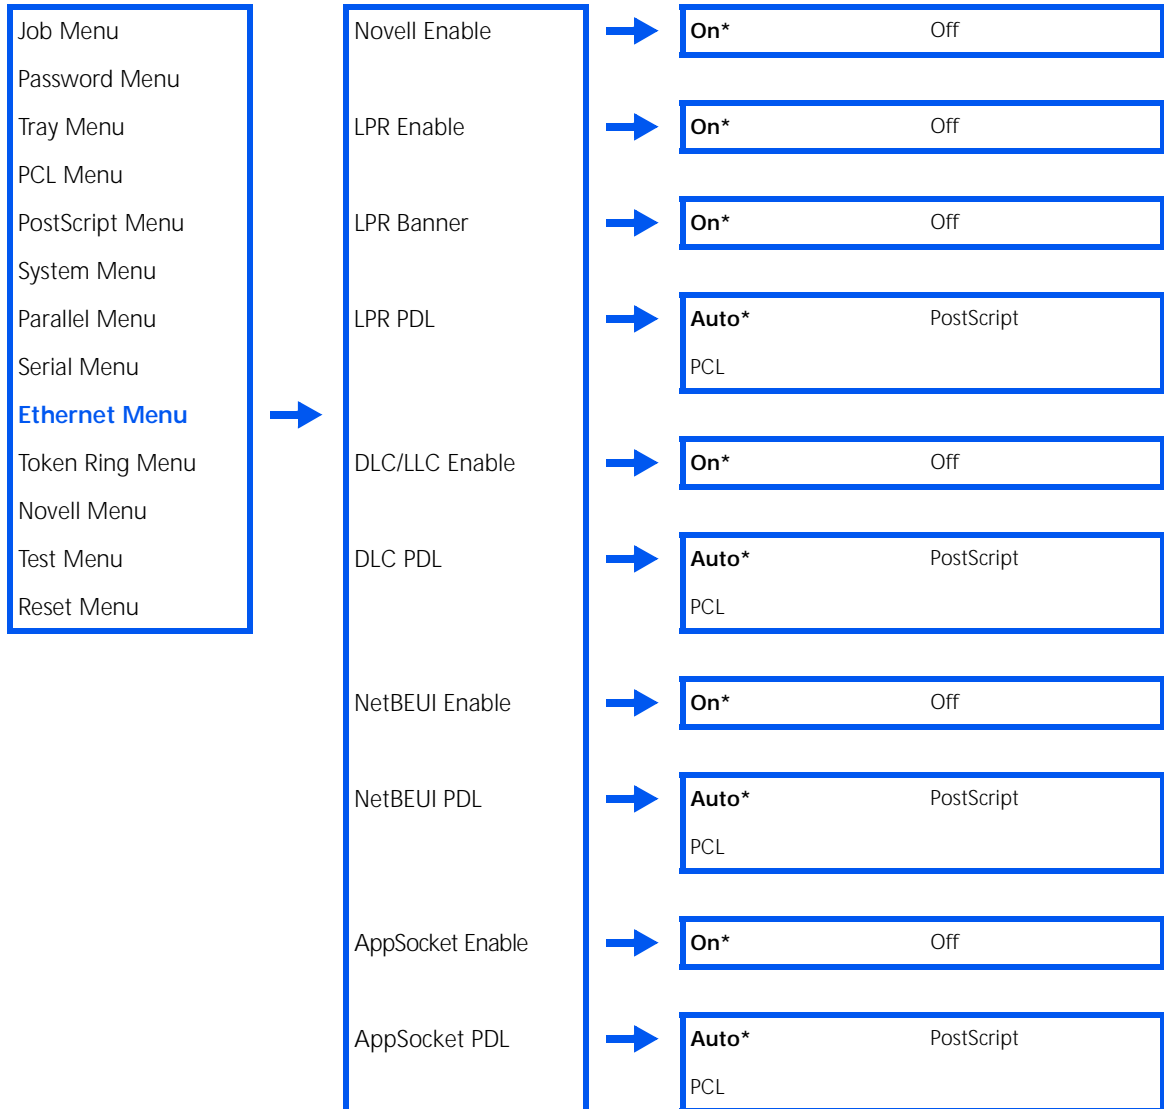 Job Menu
Password Menu
Tray Menu
PCL Menu
PostScript Menu
System Menu
Parallel Menu
Serial Menu
Ethernet Menu
Token Ring Menu
Novell Menu
Test Menu
Reset Menu
Novell Enable
On* Off
LPR Enable
On* Off
LPR Banner
On* Off
LPR PDL
Auto* PostScript
PCL
DLC/LLC Enable
On* Off
DLC PDL
Auto* PostScript
PCL
NetBEUI Enable
On* Off
NetBEUI PDL
Auto* PostScript
PCL
AppSocket Enable
On* Off
AppSocket PDL
Auto* PostScript
PCL